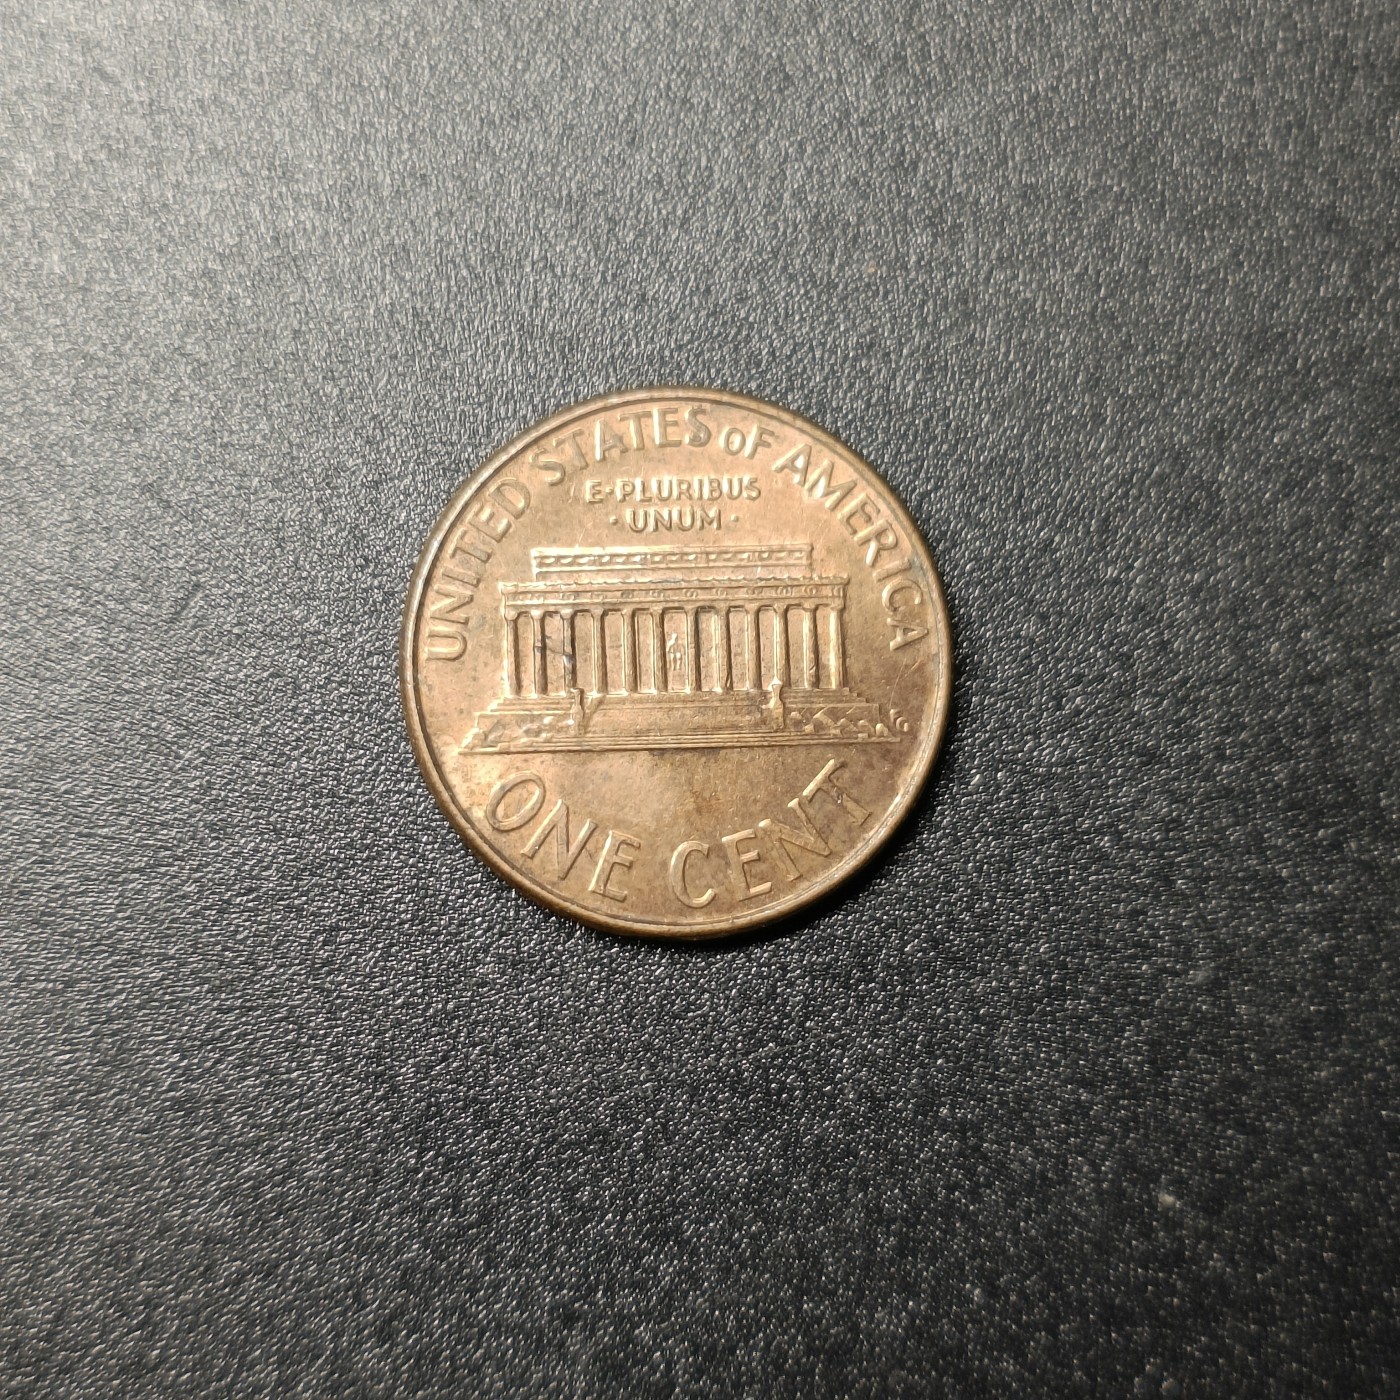 UNITED STATES oF AMERICA
E·PLURIBUS
·UNUM·
ONE CENT